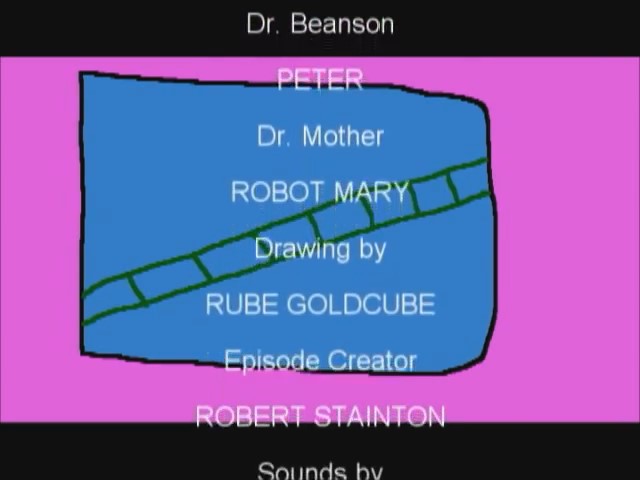 Dr. Beanson
PETER
Dr. Mother
ROBOT MARY
Drawing by
RUBE GOLDCUBE
Episode Creator
ROBERT STAINTON
Sounds by